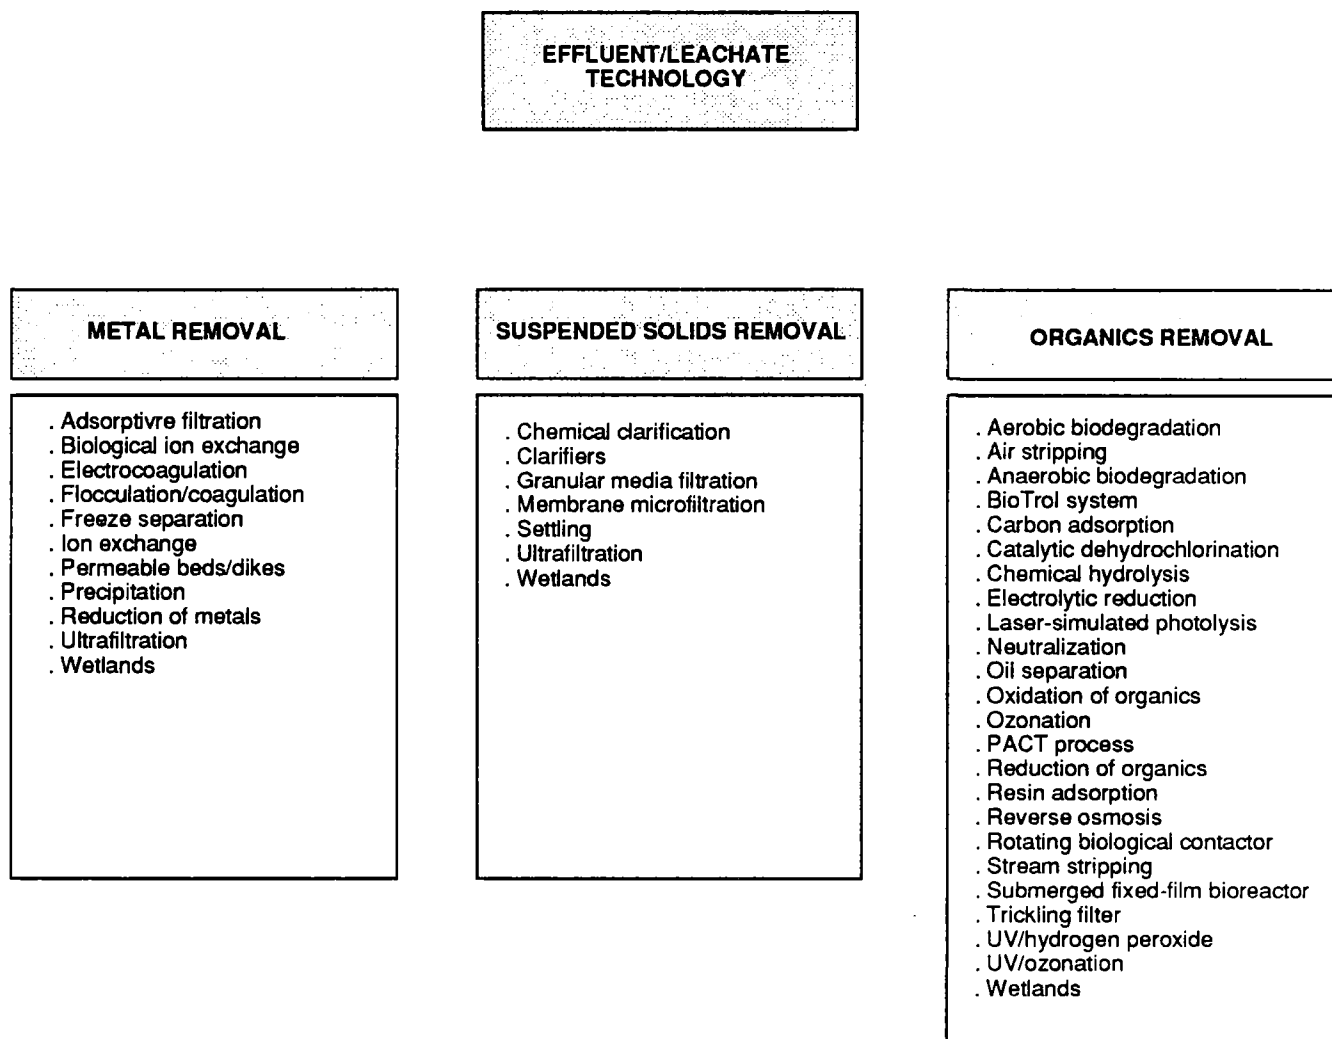 EFFLUENT/LEACHATE
TECHNOLOGY
METAL REMOVAL
. Adsorptivre filtration
. Biological ion exchange
. Electrocoagulation
. Flocculation/coagulation
. Freeze separation
. Ion exchange
. Permeable beds/dikes
. Precipitation
. Reduction of metals
. Ultrafiltration
. Wetlands
SUSPENDED SOLIDS REMOVAL
. Chemical clarification
. Clarifiers
. Granular media filtration
. Membrane microfiltration
. Settling
. Ultrafiltration
. Wetlands
ORGANICS REMOVAL
. Aerobic biodegradation
. Air stripping
. Anaerobic biodegradation
. BioTrol system
. Carbon adsorption
. Catalytic dehydrochlorination
. Chemical hydrolysis
. Electrolytic reduction
. Laser-simulated photolysis
. Neutralization
. Oil separation
. Oxidation of organics
. Ozonation
. PACT process
. Reduction of organics
. Resin adsorption
. Reverse osmosis
. Rotating biological contactor
. Stream stripping
. Submerged fixed-film bioreactor
. Trickling filter
. UV/hydrogen peroxide
. UV/ozonation
. Wetlands